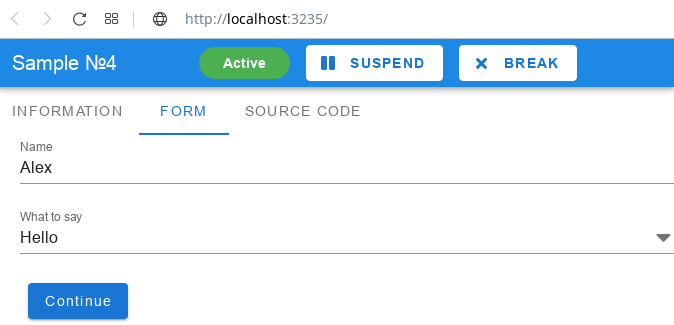 http://localhost:3235/
Sample №4 Active SUSPEND BREAK
INFORMATION FORM SOURCE CODE
Name
Alex
What to say
Hello
Continue